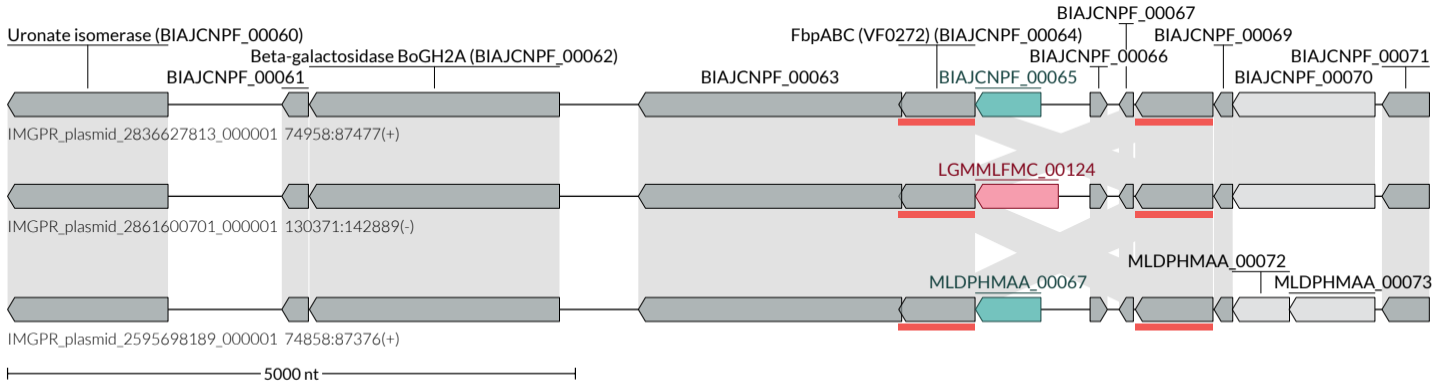 BIAJCNPF_00067
Uronate isomerase (BIAJCNPF_00060)
FbpABC (VF0272) (BIAJCNPF_00064)
BIAJCNPF_00069
Beta-galactosidase BoGH2A (BIAJCNPF_00062)
BIAJCNPF_00066
BIAJCNPF_00071
BIAJCNPF_00061
BIAJCNPF_00063
BIAJCNPF_00065
BIAJCNPF_00070
IMGPR_plasmid_2836627813_000001 74958:87477(+)
LGMMLFMC_00124
IMGPR_plasmid_2861600701_000001 130371:142889(-)
MLDPHMAA_00072
MLDPHMAA_00067
MLDPHMAA_00073
IMGPR_plasmid_2595698189_000001 74858:87376(+)
5000 nt